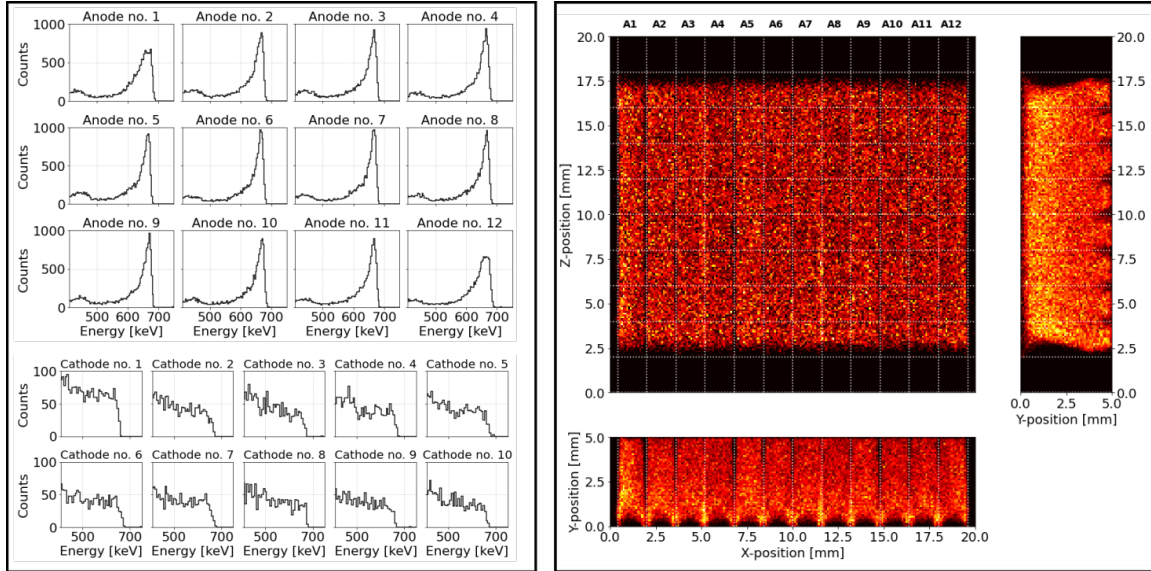 Anode no. 1 Anode no. 2 Anode no. 3 Anode no. 4
1000
500
0
Counts
Anode no. 5 Anode no. 6 Anode no. 7 Anode no. 8
1000
500
0
Counts
Anode no. 9 Anode no. 10 Anode no. 11 Anode no. 12
1000
500
0
Counts
500 600 700 500 600 700 500 600 700 500 600 700
Energy [keV] Energy [keV] Energy [keV] Energy [keV]
Cathode no. 1 Cathode no. 2 Cathode no. 3 Cathode no. 4 Cathode no. 5
100
50
0
Counts
Cathode no. 6 Cathode no. 7 Cathode no. 8 Cathode no. 9 Cathode no. 10
100
50
0
Counts
500 700 500 700 500 700 500 700 500 700
Energy [keV] Energy [keV] Energy [keV] Energy [keV] Energy [keV]
A1 A2 A3 A4 A5 A6 A7 A8 A9 A10 A11 A12
20.0
17.5
15.0
12.5
10.0
7.5
5.0
2.5
0.0
Z-position [mm]
20.0
17.5
15.0
12.5
10.0
7.5
5.0
2.5
0.0
0.0 2.5 5.0
Y-position [mm]
5.0
2.5
0.0
Y-position [mm]
0.0 2.5 5.0 7.5 10.0 12.5 15.0 17.5 20.0
X-position [mm]